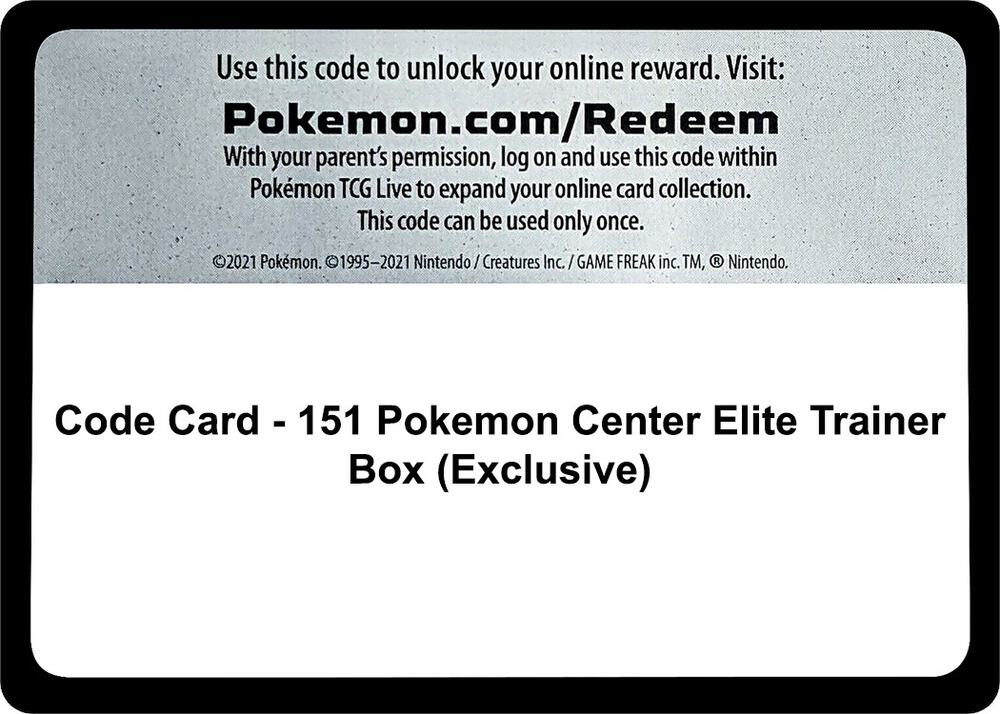 Use this code to unlock your online reward. Visit:
Pokemon.com/Redeem
With your parent's permission, log on and use this code within
Pokémon TCG Live to expand your online card collection.
This code can be used only once.
©2021 Pokémon. ©1995–2021 Nintendo / Creatures Inc. / GAME FREAK inc. TM, ® Nintendo.
Code Card - 151 Pokemon Center Elite Trainer
Box (Exclusive)